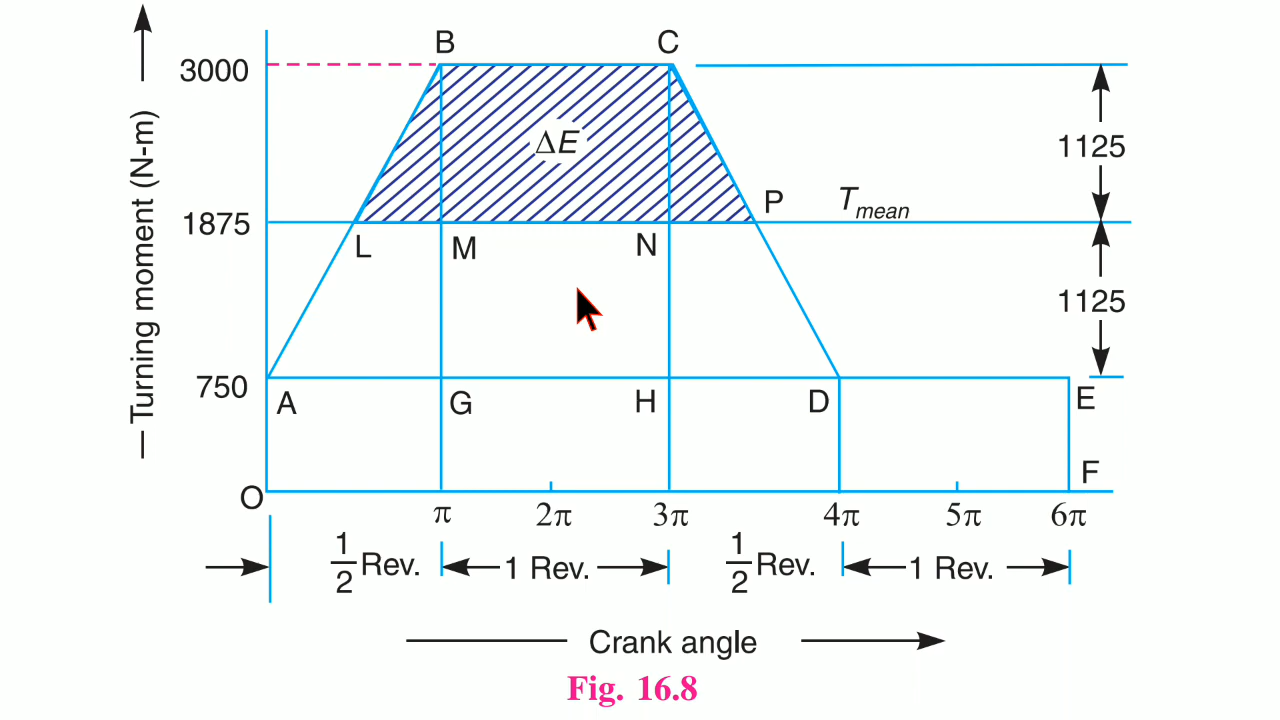 B C
3000
ΔE
1125
Turning moment (N-m)
P T mean
1875
L M N
1125
750
A G H D E
F
O
π 2π 3π 4π 5π 6π
1/2 Rev. 1 Rev. 1/2 Rev. 1 Rev.
Crank angle
Fig. 16.8